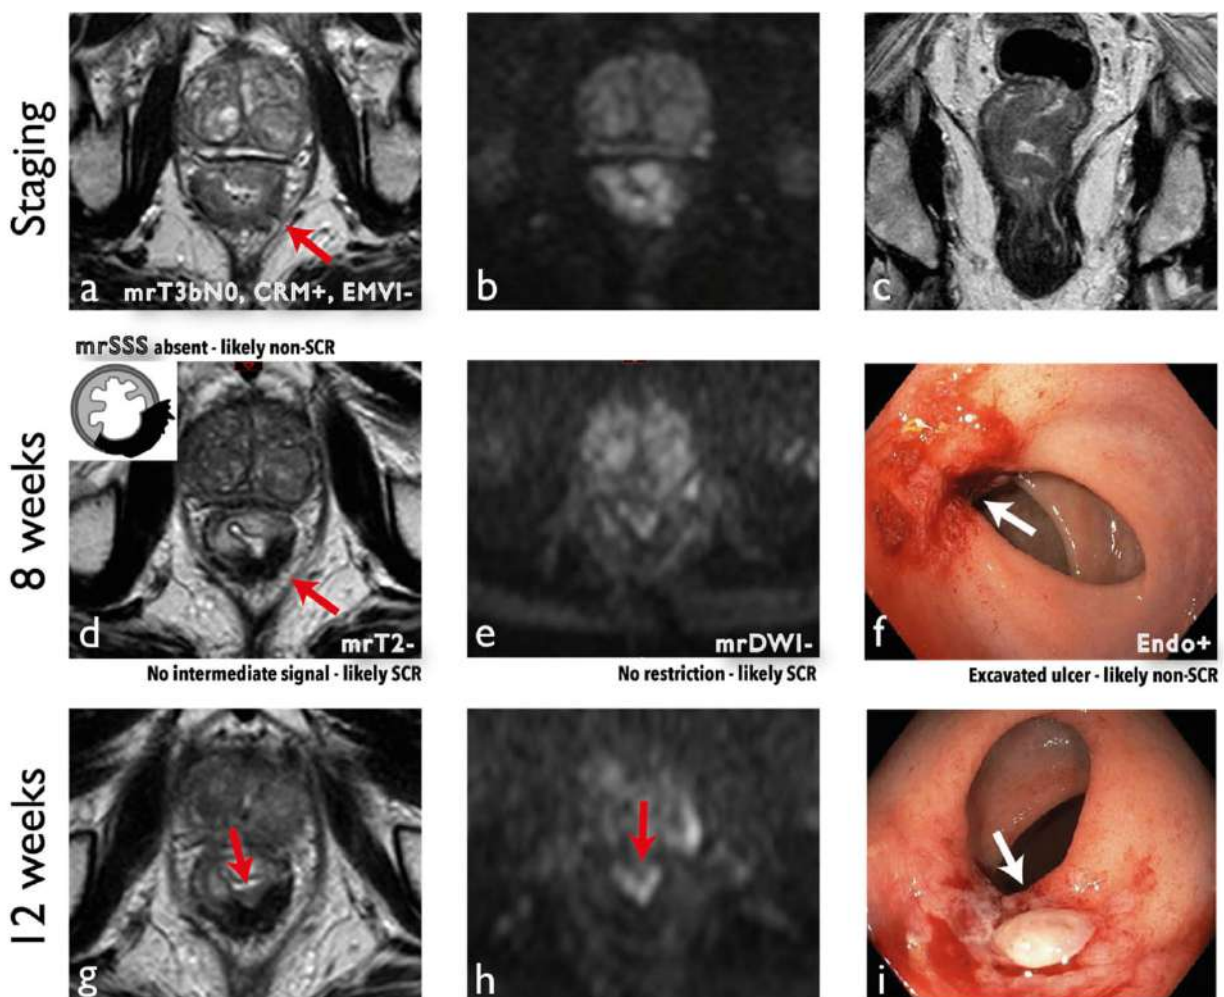 Staging
a
mrT3bN0, CRM+, EMVI-
b
c
mrSSS absent - likely non-SCR
8 weeks
d
mrT2-
e
mrDWI-
f
Endo+
No intermediate signal - likely SCR
No restriction - likely SCR
Excavated ulcer - likely non-SCR
12 weeks
g
h
i